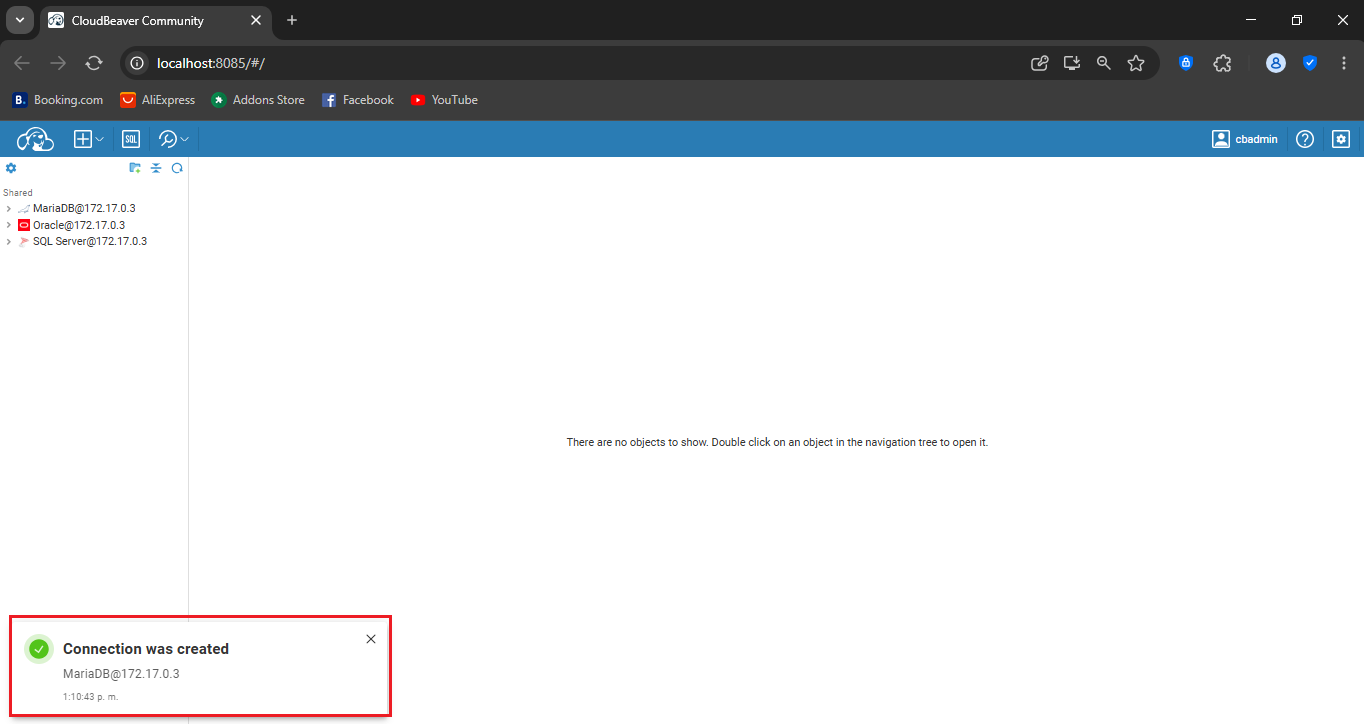 CloudBeaver Community
localhost:8085/#/
B. Booking.com AliExpress Addons Store Facebook YouTube
SQL cbadmin
Shared
MariaDB@172.17.0.3
Oracle@172.17.0.3
SQL Server@172.17.0.3
There are no objects to show. Double click on an object in the navigation tree to open it.
Connection was created
MariaDB@172.17.0.3
1:10:43 p. m.